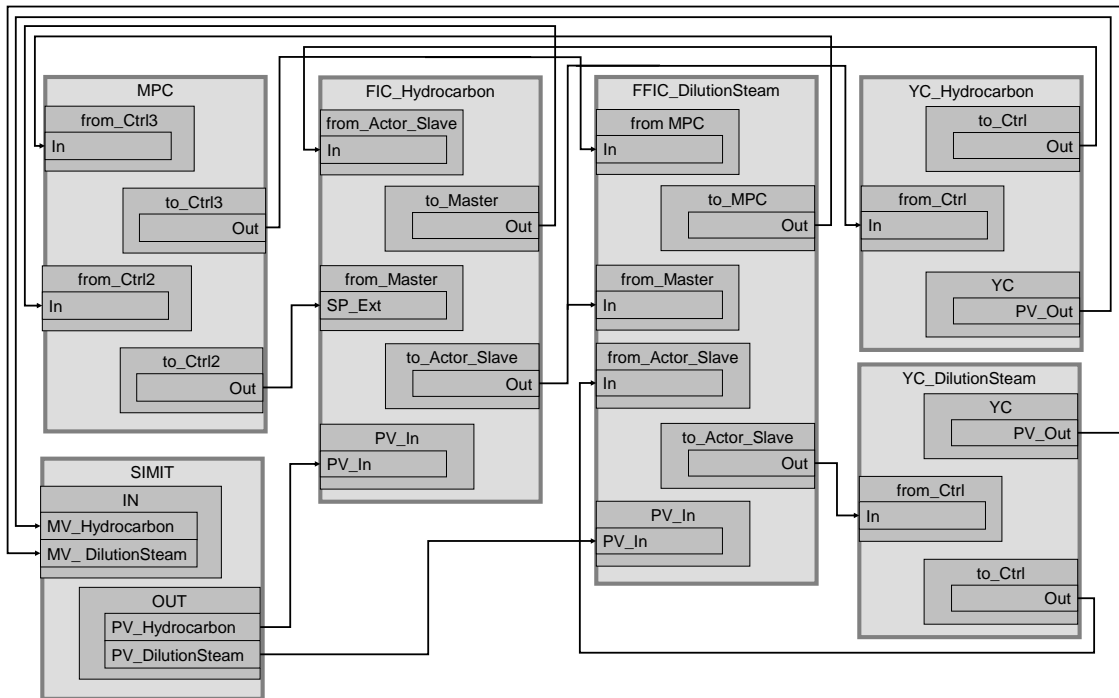 MPC
from_Ctrl3
In
to_Ctrl3
Out
from_Ctrl2
In
to_Ctrl2
Out
SIMIT
IN
MV_Hydrocarbon
MV_ DilutionSteam
OUT
PV_Hydrocarbon
PV_DilutionSteam
FIC_Hydrocarbon
from_Actor_Slave
In
to_Master
Out
from_Master
SP_Ext
to_Actor_Slave
Out
PV_In
PV_In
FFIC_DilutionSteam
from MPC
In
to_MPC
Out
from_Master
In
from_Actor_Slave
In
to_Actor_Slave
Out
PV_In
PV_In
YC_Hydrocarbon
to_Ctrl
Out
from_Ctrl
In
YC
PV_Out
YC_DilutionSteam
YC
PV_Out
from_Ctrl
In
to_Ctrl
Out